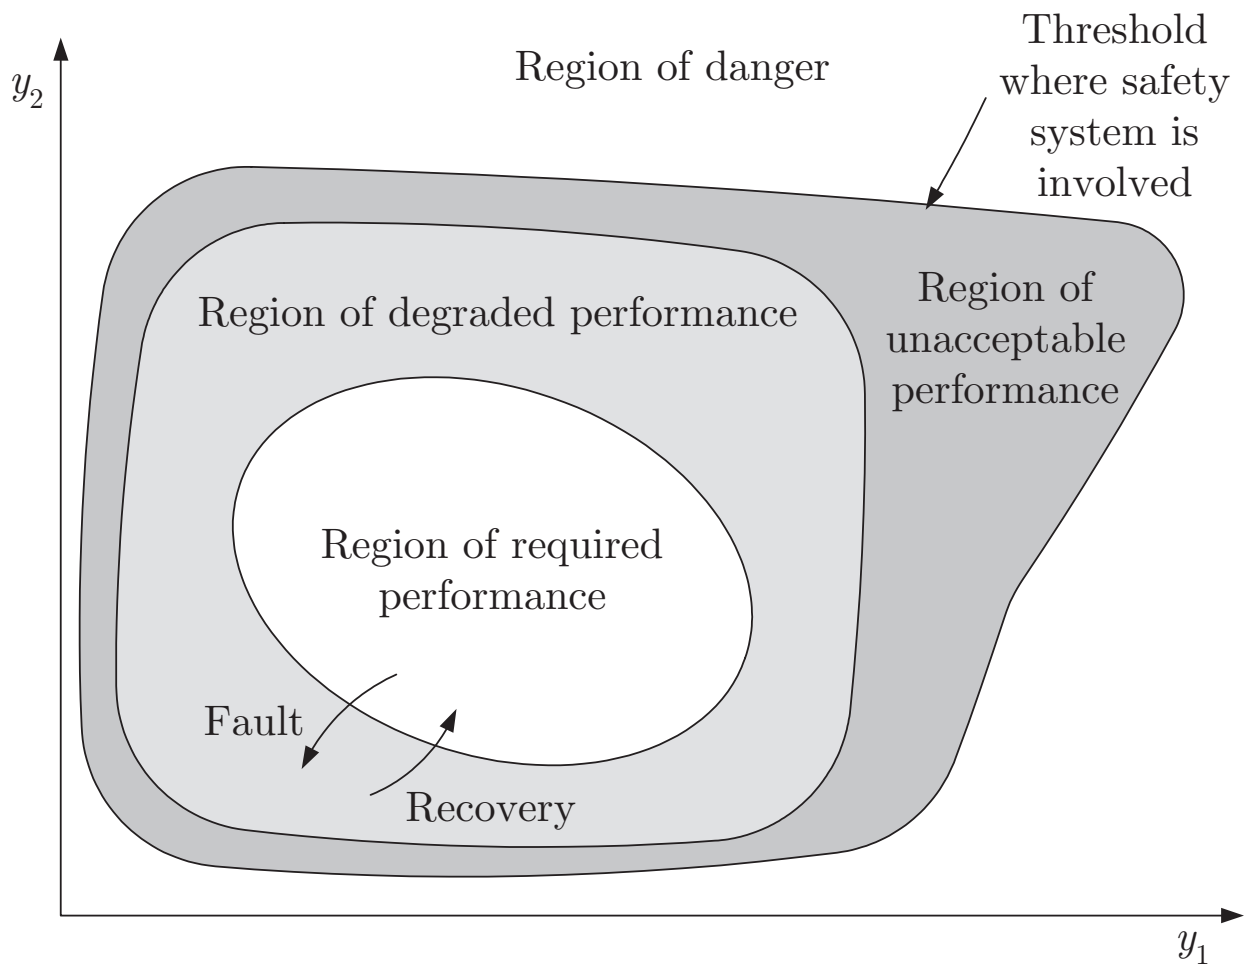 y2
Region of danger
Threshold
where safety
system is
involved
Region of degraded performance
Region of
unacceptable
performance
Region of required
performance
Fault
Recovery
y1